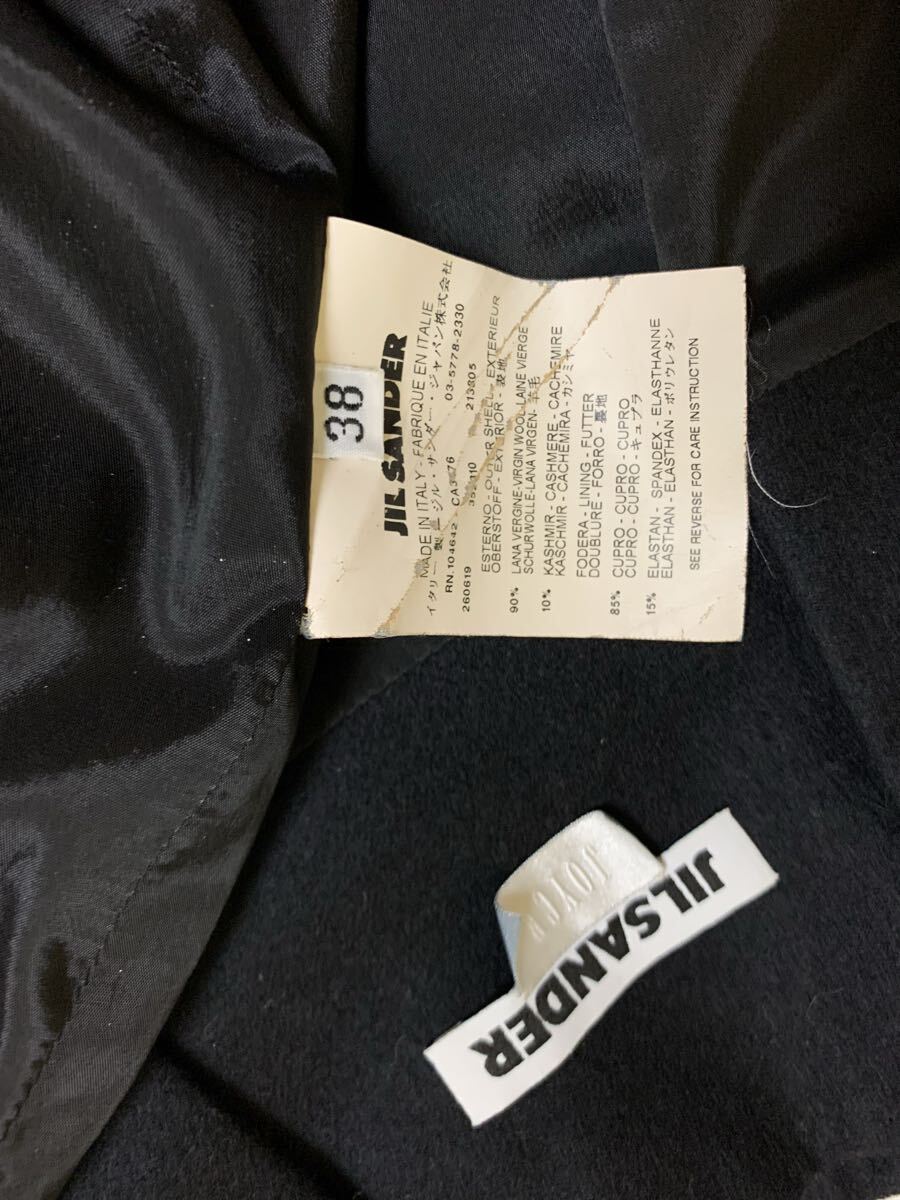 38
JIL SANDER
MADE IN ITALY - FABRIQUE EN ITALIE
イタリー製 ジル・サンダー・ジャパン株式会社
RN.104642 03-5778-2330
260619 213805
ESTERNO - OUTER SHELL - EXTERIEUR
OBERSTOFF - EXTERIOR - 表地
90% LANA VERGINE-VIRGIN WOOL-LAINE VIERGE
SCHURWOLLE-LANA VIRGEN- 羊毛
10% KASHMIR - CASHMERE - CACHEMIRE
KASCHMIR - CACHEMIRA - カシミヤ
FODERA - LINING - FUTTER
DOUBLURE - FORRO - 裏地
85% CUPRO - CUPRO - CUPRO
CUPRO - CUPRO - キュプラ
15% ELASTAN - SPANDEX - ELASTHANNE
ELASTHAN - ELASTHAN - ポリウレタン
SEE REVERSE FOR CARE INSTRUCTION
JIL SANDER